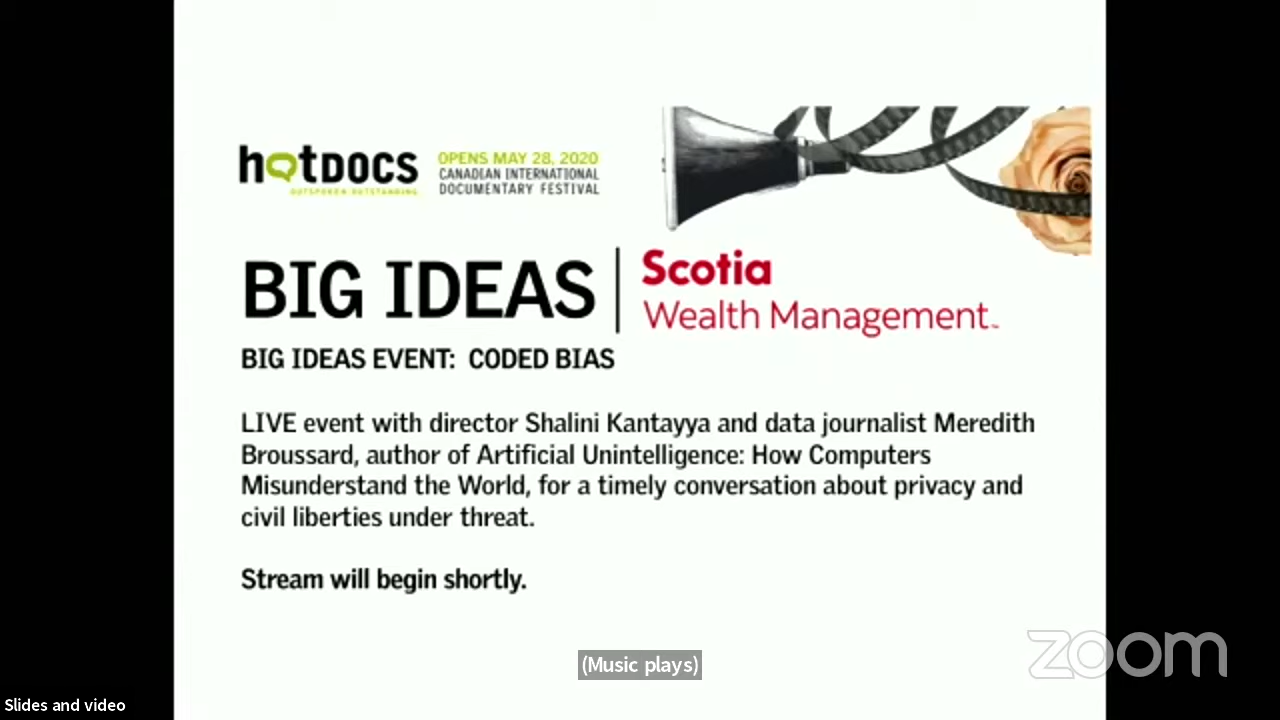 hotDOCS
OUTSPOKEN. OUTSTANDING.
OPENS MAY 28, 2020
CANADIAN INTERNATIONAL
DOCUMENTARY FESTIVAL
BIG IDEAS
Scotia
Wealth Management™
BIG IDEAS EVENT: CODED BIAS
LIVE event with director Shalini Kantayya and data journalist Meredith
Broussard, author of Artificial Unintelligence: How Computers
Misunderstand the World, for a timely conversation about privacy and
civil liberties under threat.
Stream will begin shortly.
(Music plays)
zoom
Slides and video